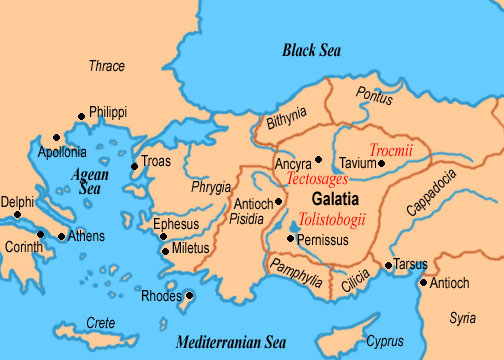 Black Sea
Thrace
Pontus
Bithynia
Philippi
Apollonia
Trocmii
Agean
Sea
Troas
Ancyra
Tavium
Tectosages
Phrygia
Cappadocia
Delphi
Antioch
Galatia
Pisidia
Tolistobogii
Ephesus
Corinth
Athens
Pernissus
Miletus
Tarsus
Pamphylia
Cilicia
Antioch
Rhodes
Crete
Syria
Mediterranean Sea
Cyprus